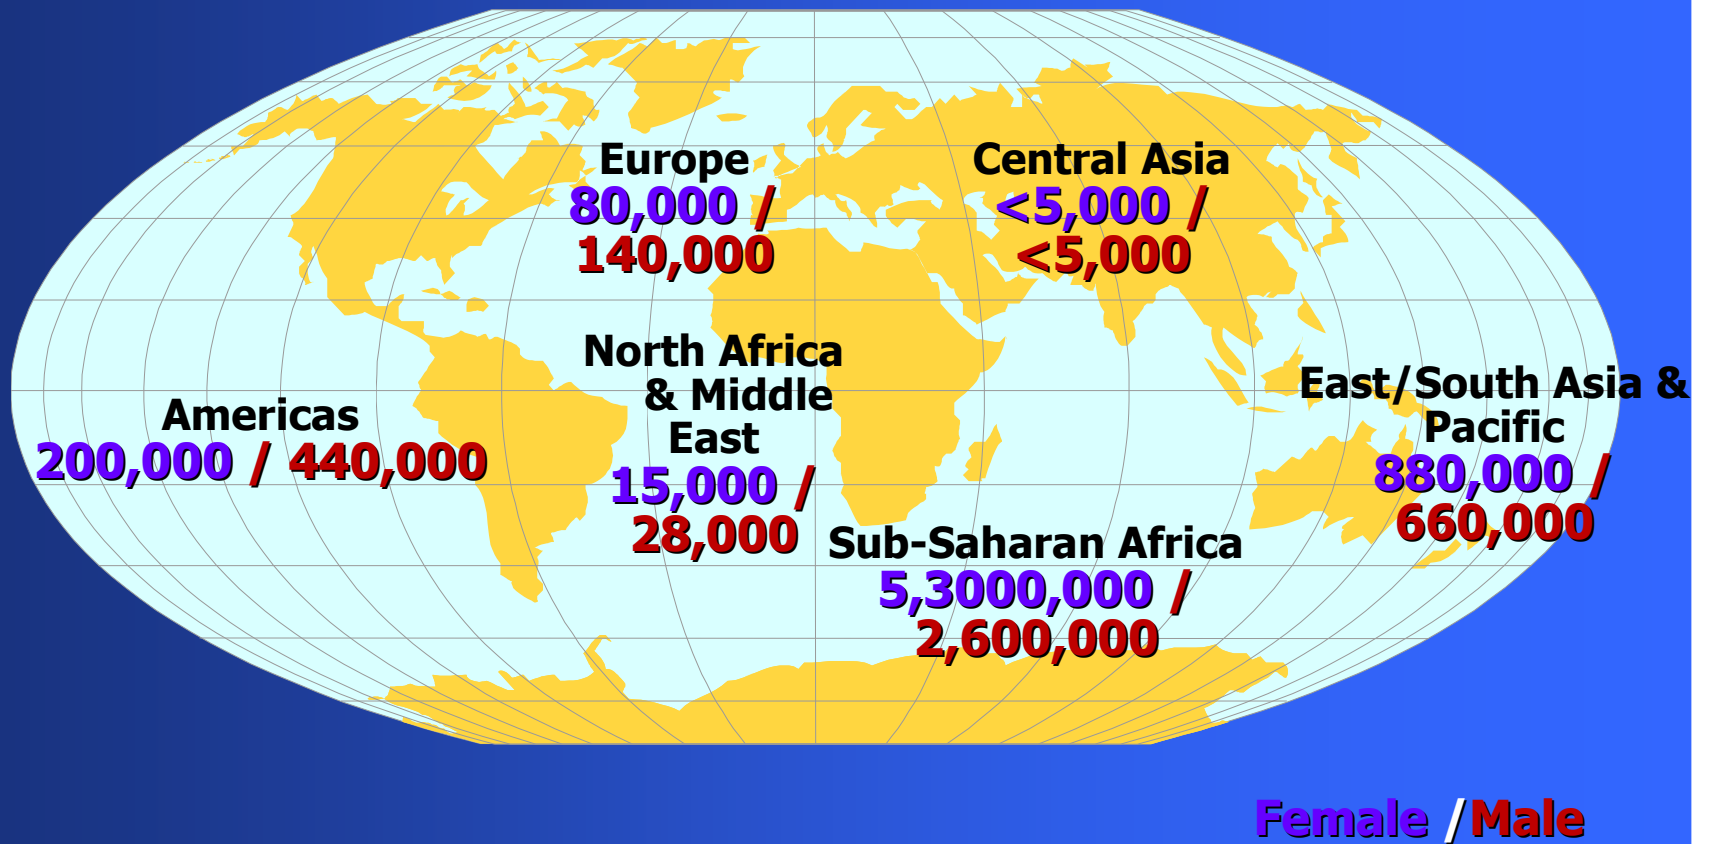 Europe
80,000 /
140,000
Central Asia
<5,000 /
<5,000
North Africa
& Middle
East
15,000 /
28,000
Americas
200,000 / 440,000
East/South Asia &
Pacific
880,000 /
660,000
Sub-Saharan Africa
5,3000,000 /
2,600,000
Female /Male